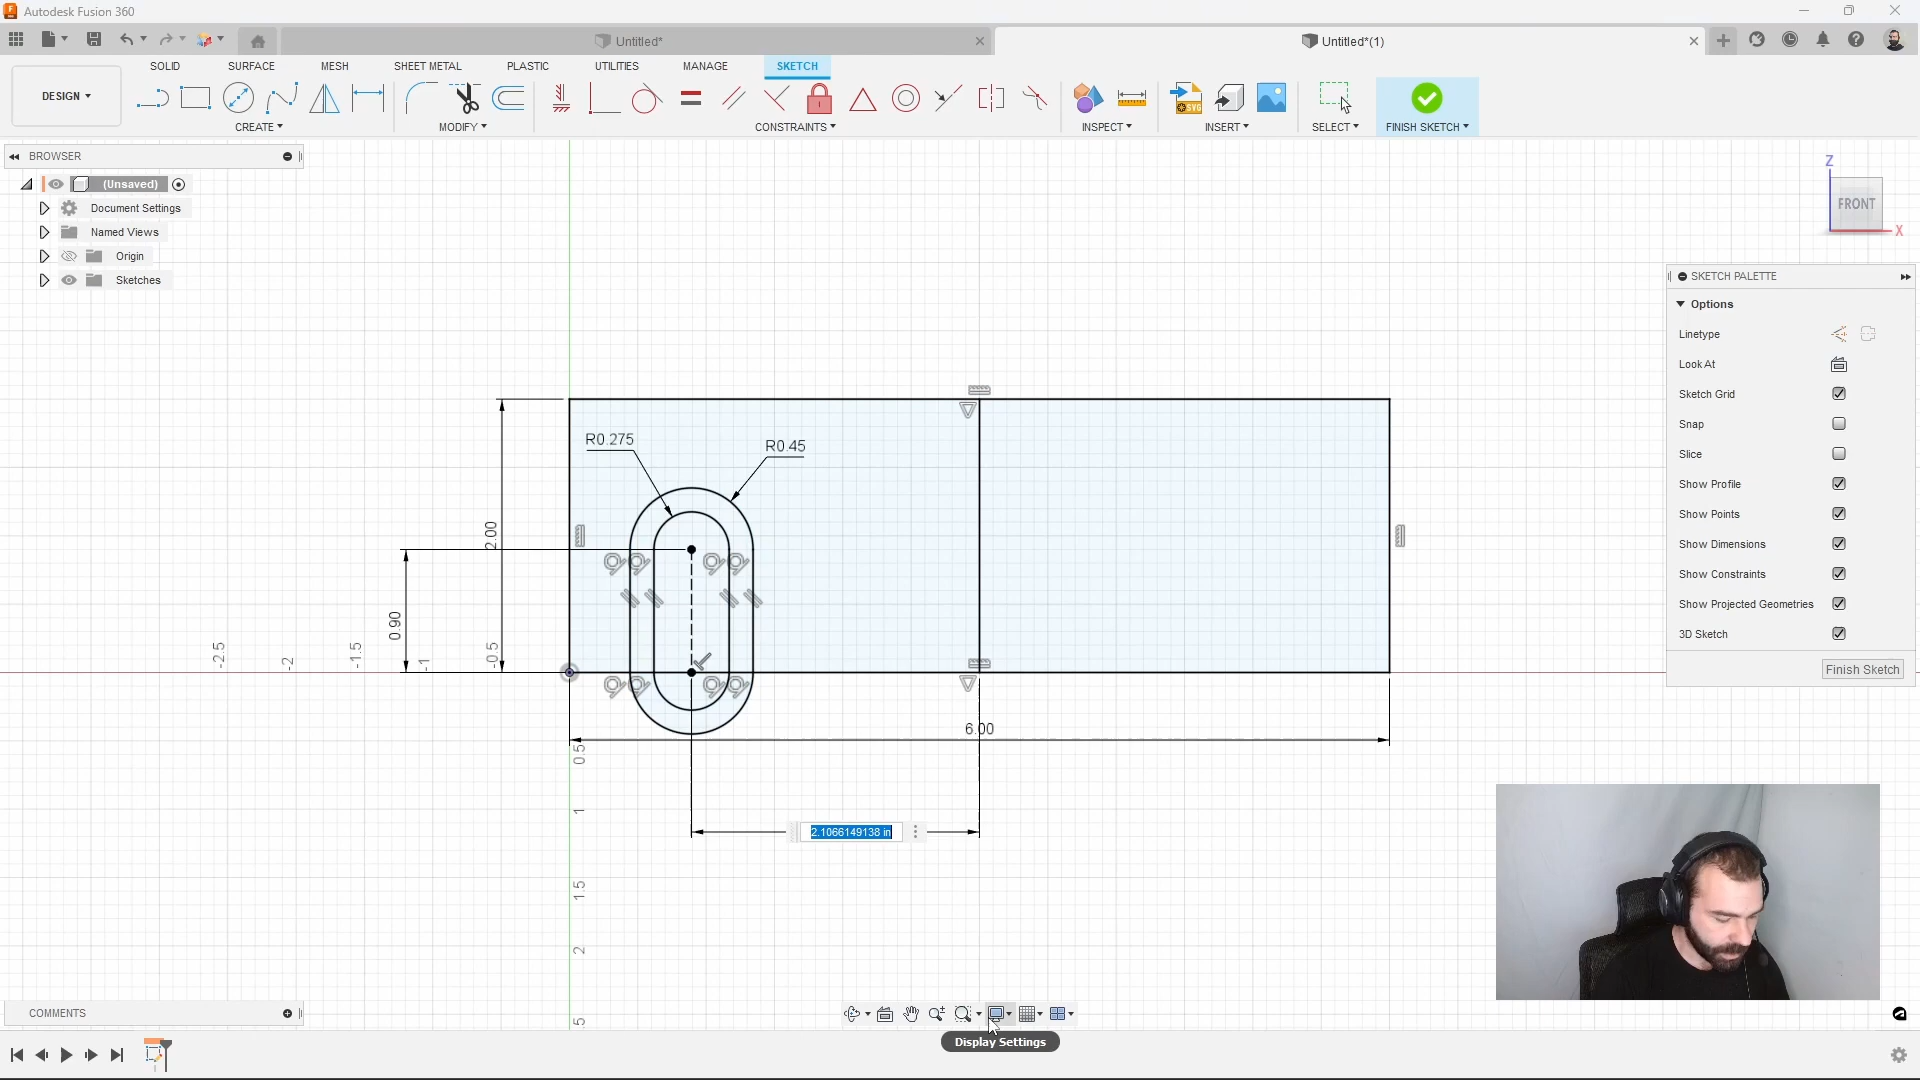 Autodesk Fusion 360
Untitled*
Untitled*(1)
SOLID
SURFACE
MESH
SHEET METAL
PLASTIC
UTILITIES
MANAGE
SKETCH
DESIGN
CREATE
MODIFY
CONSTRAINTS
INSPECT
INSERT
SELECT
FINISH SKETCH
SVG
BROWSER
(Unsaved)
Document Settings
Named Views
Origin
Sketches
Z
FRONT
X
SKETCH PALETTE
Options
Linetype
Look At
Sketch Grid
Snap
Slice
Show Profile
Show Points
Show Dimensions
Show Constraints
Show Projected Geometries
3D Sketch
Finish Sketch
R0.275
R0.45
2.00
0.90
-2.5
-2
-1.5
-1
-0.5
6.00
0.5
1
1.5
2
.5
2.1066149138 in
COMMENTS
Display Settings